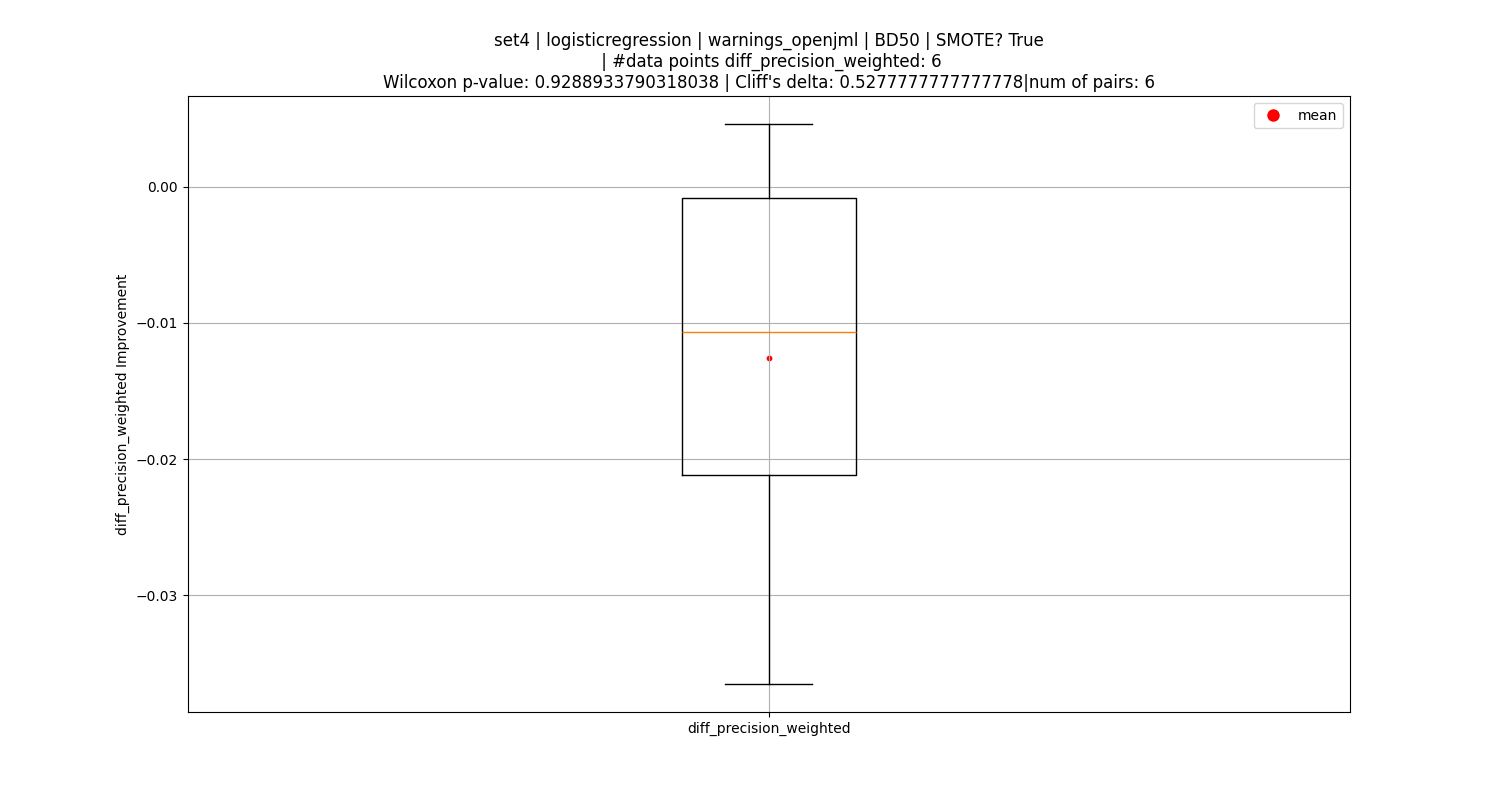 set4 | logisticregression | warnings_openjml | BD50 | SMOTE? True
| #data points diff_precision_weighted: 6
Wilcoxon p-value: 0.9288933790318038 | Cliff's delta: 0.5277777777777778|num of pairs: 6
mean
0.00
−0.01
−0.02
−0.03
diff_precision_weighted Improvement
diff_precision_weighted